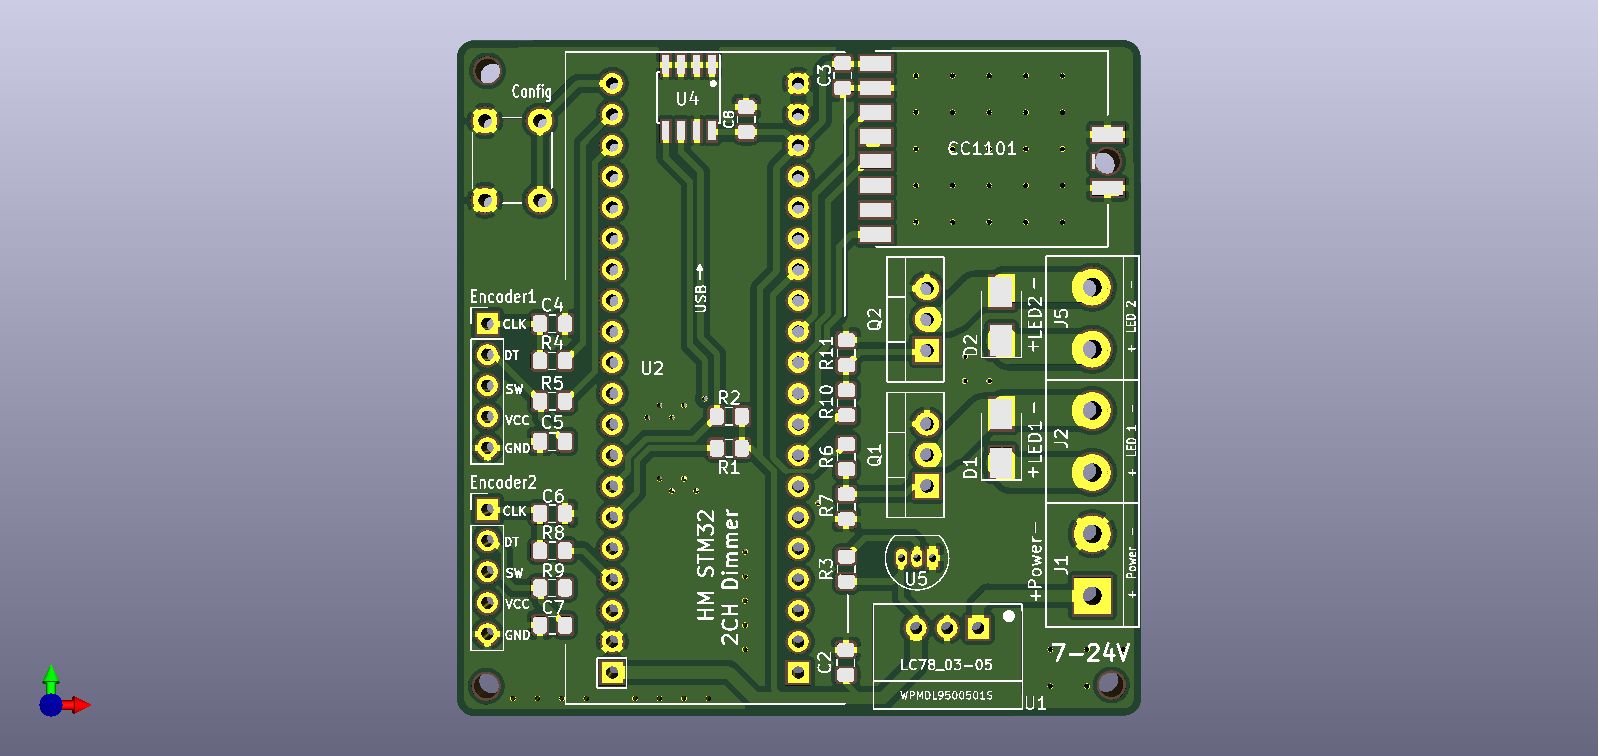 Config
U4
C8
C3
CC1101
USB→
Encoder1
CLK
DT
SW
VCC
GND
C4
R4
R5
C5
U2
R2
R1
R11
R10
R6
R7
R3
Q2
Q1
D2
D1
+LED2-
+LED1-
+Power-
J5
J2
J1
+ LED 2 -
+ LED 1 -
+ Power -
Encoder2
CLK
DT
SW
VCC
GND
C6
R8
R9
C7
HM STM32
2CH Dimmer
U5
C2
LC78_03-05
WPMDL9500501S
U1
7-24V